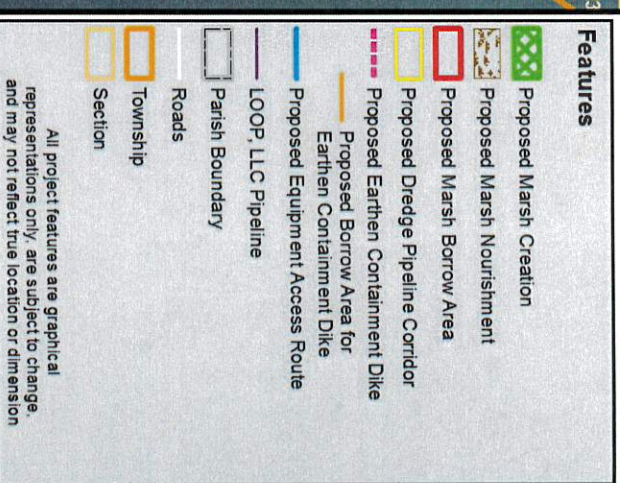 3
Features
Proposed Marsh Creation
Proposed Marsh Nourishment
Proposed Marsh Borrow Area
Proposed Dredge Pipeline Corridor
Proposed Earthen Containment Dike
Proposed Borrow Area for
Earthen Containment Dike
Proposed Equipment Access Route
LOOP, LLC Pipeline
Parish Boundary
Roads
Township
Section
All project features are graphical
representations only, are subject to change,
and may not reflect true location or dimension